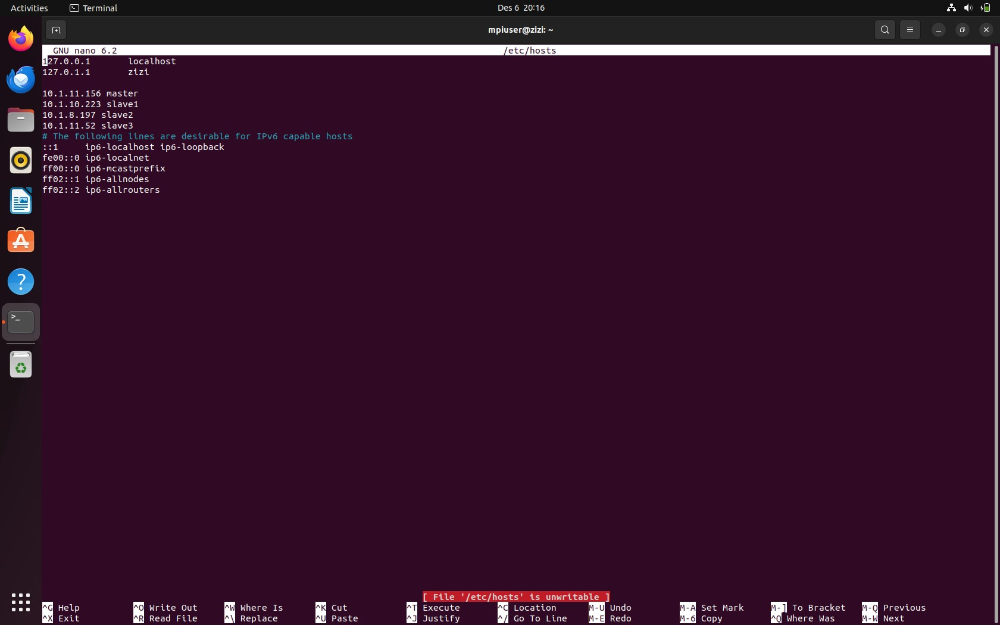 Activities Terminal Des 6 20:16
mpiuser@zizi: ~
GNU nano 6.2 /etc/hosts
127.0.0.1 localhost
127.0.1.1 zizi
10.1.11.156 master
10.1.10.223 slave1
10.1.8.197 slave2
10.1.11.52 slave3
# The following lines are desirable for IPv6 capable hosts
::1 ip6-localhost ip6-loopback
fe00::0 ip6-localnet
ff00::0 ip6-mcastprefix
ff02::1 ip6-allnodes
ff02::2 ip6-allrouters
[ File '/etc/hosts' is unwritable ]
^G Help ^O Write Out ^W Where Is ^K Cut ^T Execute ^C Location M-U Undo M-A Set Mark M-] To Bracket M-Q Previous
^X Exit ^R Read File ^\ Replace ^U Paste ^J Justify ^/ Go To Line M-E Redo M-6 Copy ^Q Where Was M-W Next